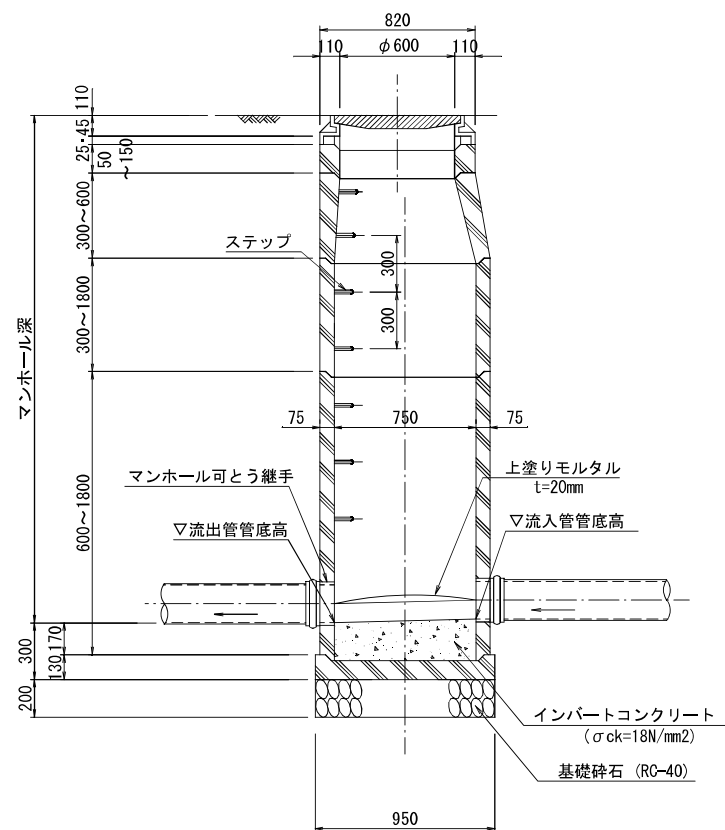 820
110
φ600
110
110
25・45
50
～150
300～600
ステップ
300
300～1800
300
マンホール深
75
750
75
600～1800
マンホール可とう継手
上塗りモルタル
t=20mm
▽流出管管底高
▽流入管管底高
300
170
130
200
インバートコンクリート
(σck=18N/mm2)
基礎砕石 (RC-40)
950